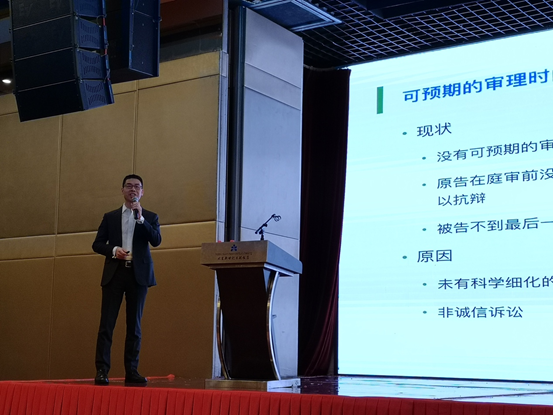 可预期的审理时
• 现状
• 没有可预期的审
• 原告在庭审前没
以抗辩
• 被告不到最后一
• 原因
• 未有科学细化的
• 非诚信诉讼